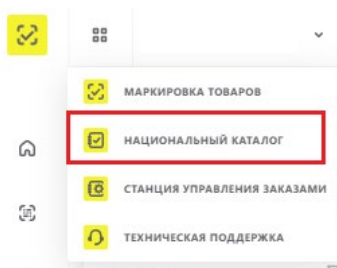 МАРКИРОВКА ТОВАРОВ
НАЦИОНАЛЬНЫЙ КАТАЛОГ
СТАНЦИЯ УПРАВЛЕНИЯ ЗАКАЗАМИ
ТЕХНИЧЕСКАЯ ПОДДЕРЖКА